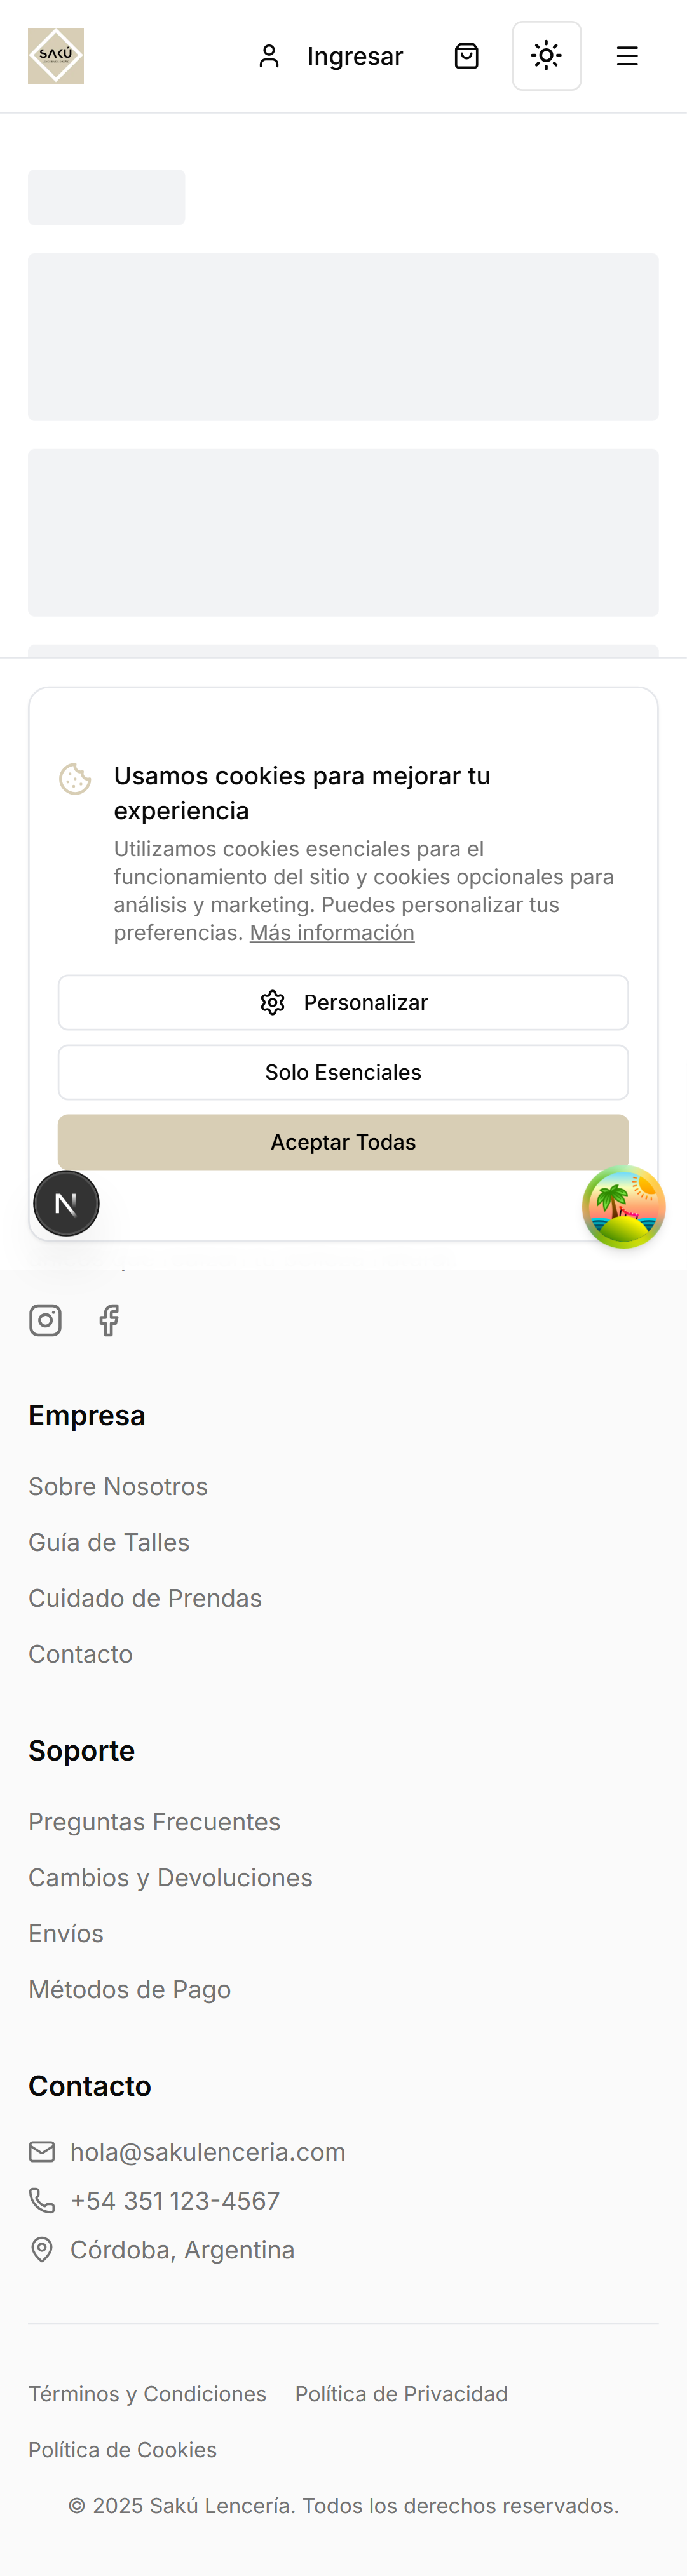 SAKÚ
Ingresar
Usamos cookies para mejorar tu
experiencia
Utilizamos cookies esenciales para el
funcionamiento del sitio y cookies opcionales para
análisis y marketing. Puedes personalizar tus
preferencias. Más información
Personalizar
Solo Esenciales
Aceptar Todas
N
Empresa
Sobre Nosotros
Guía de Talles
Cuidado de Prendas
Contacto
Soporte
Preguntas Frecuentes
Cambios y Devoluciones
Envíos
Métodos de Pago
Contacto
hola@sakulenceria.com
+54 351 123-4567
Córdoba, Argentina
Términos y Condiciones Política de Privacidad
Política de Cookies
© 2025 Sakú Lencería. Todos los derechos reservados.